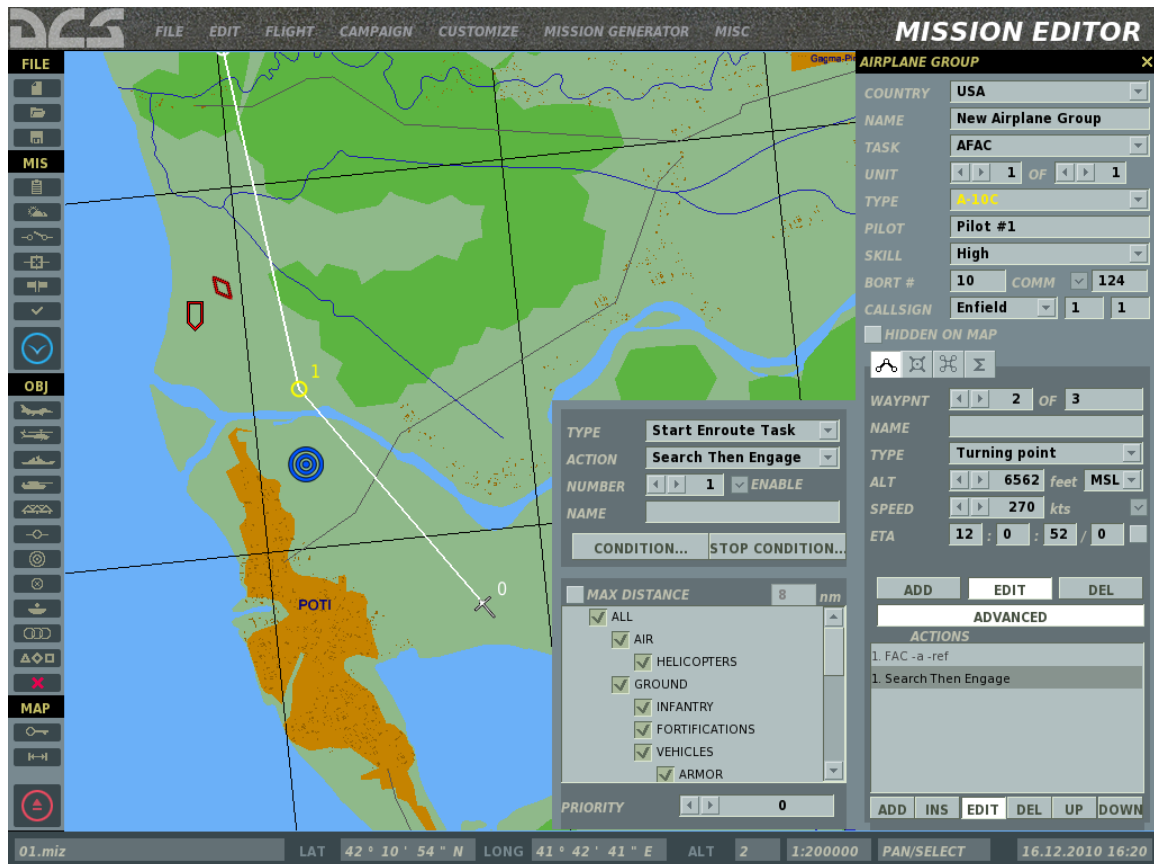 DCS
FILE EDIT FLIGHT CAMPAIGN CUSTOMIZE MISSION GENERATOR MISC
MISSION EDITOR
FILE
MIS
OBJ
MAP
1
0
POTI
TYPE Start Enroute Task
ACTION Search Then Engage
NUMBER 1 ENABLE
NAME
CONDITION... STOP CONDITION...
MAX DISTANCE 8 nm
ALL
AIR
HELICOPTERS
GROUND
INFANTRY
FORTIFICATIONS
VEHICLES
ARMOR
PRIORITY 0
AIRPLANE GROUP
COUNTRY USA
NAME New Airplane Group
TASK AFAC
UNIT 1 OF 1
TYPE A-10C
PILOT Pilot #1
SKILL High
BORT # 10 COMM 124
CALLSIGN Enfield 1 1
HIDDEN ON MAP
Σ
WAYPNT 2 OF 3
NAME
TYPE Turning point
ALT 6562 feet MSL
SPEED 270 kts
ETA 12 : 0 : 52 / 0
ADD EDIT DEL
ADVANCED
ACTIONS
1. FAC -a -ref
1. Search Then Engage
ADD INS EDIT DEL UP DOWN
01.miz LAT 42 ° 10 ' 54 " N LONG 41 ° 42 ' 41 " E ALT 2 1:200000 PAN/SELECT 16.12.2010 16:20